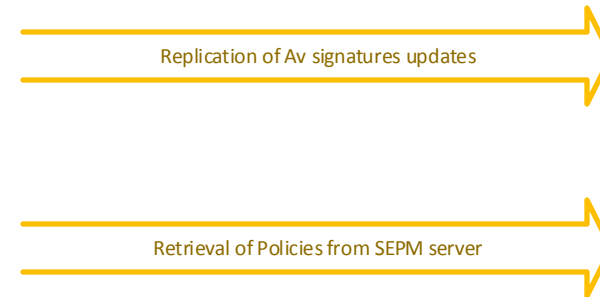 Replication of Av signatures updates
Retrieval of Policies from SEPM server